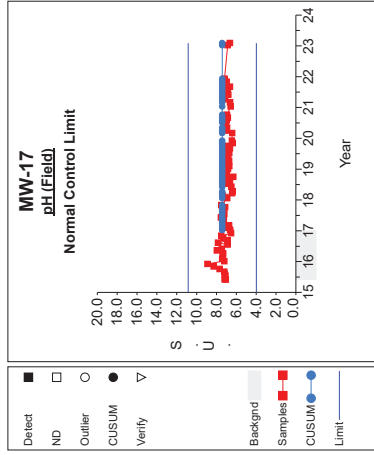 MW-17
pH (Field)
Normal Control Limit
20.0
18.0
16.0
14.0
12.0
10.0
8.0
6.0
4.0
2.0
0.0
S . U .
15 16 17 18 19 20 21 22 23 24
Year
Detect
ND
Outlier
CUSUM
Verify
Backgnd
Samples
CUSUM
Limit